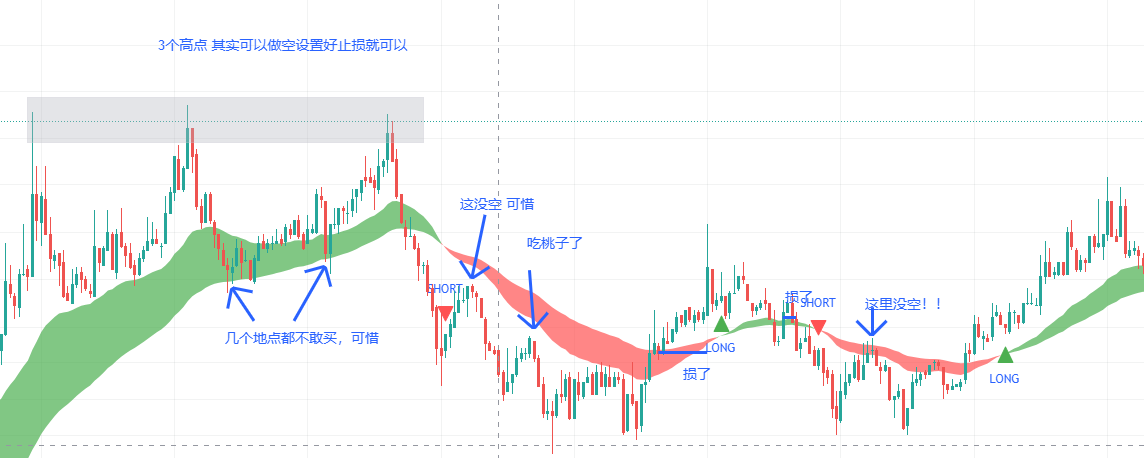 3个高点 其实可以做空设置好止损就可以
这没空 可惜
吃桃子了
SHORT
损了
SHORT
这里没空！！
几个地点都不敢买，可惜
LONG
损了
LONG